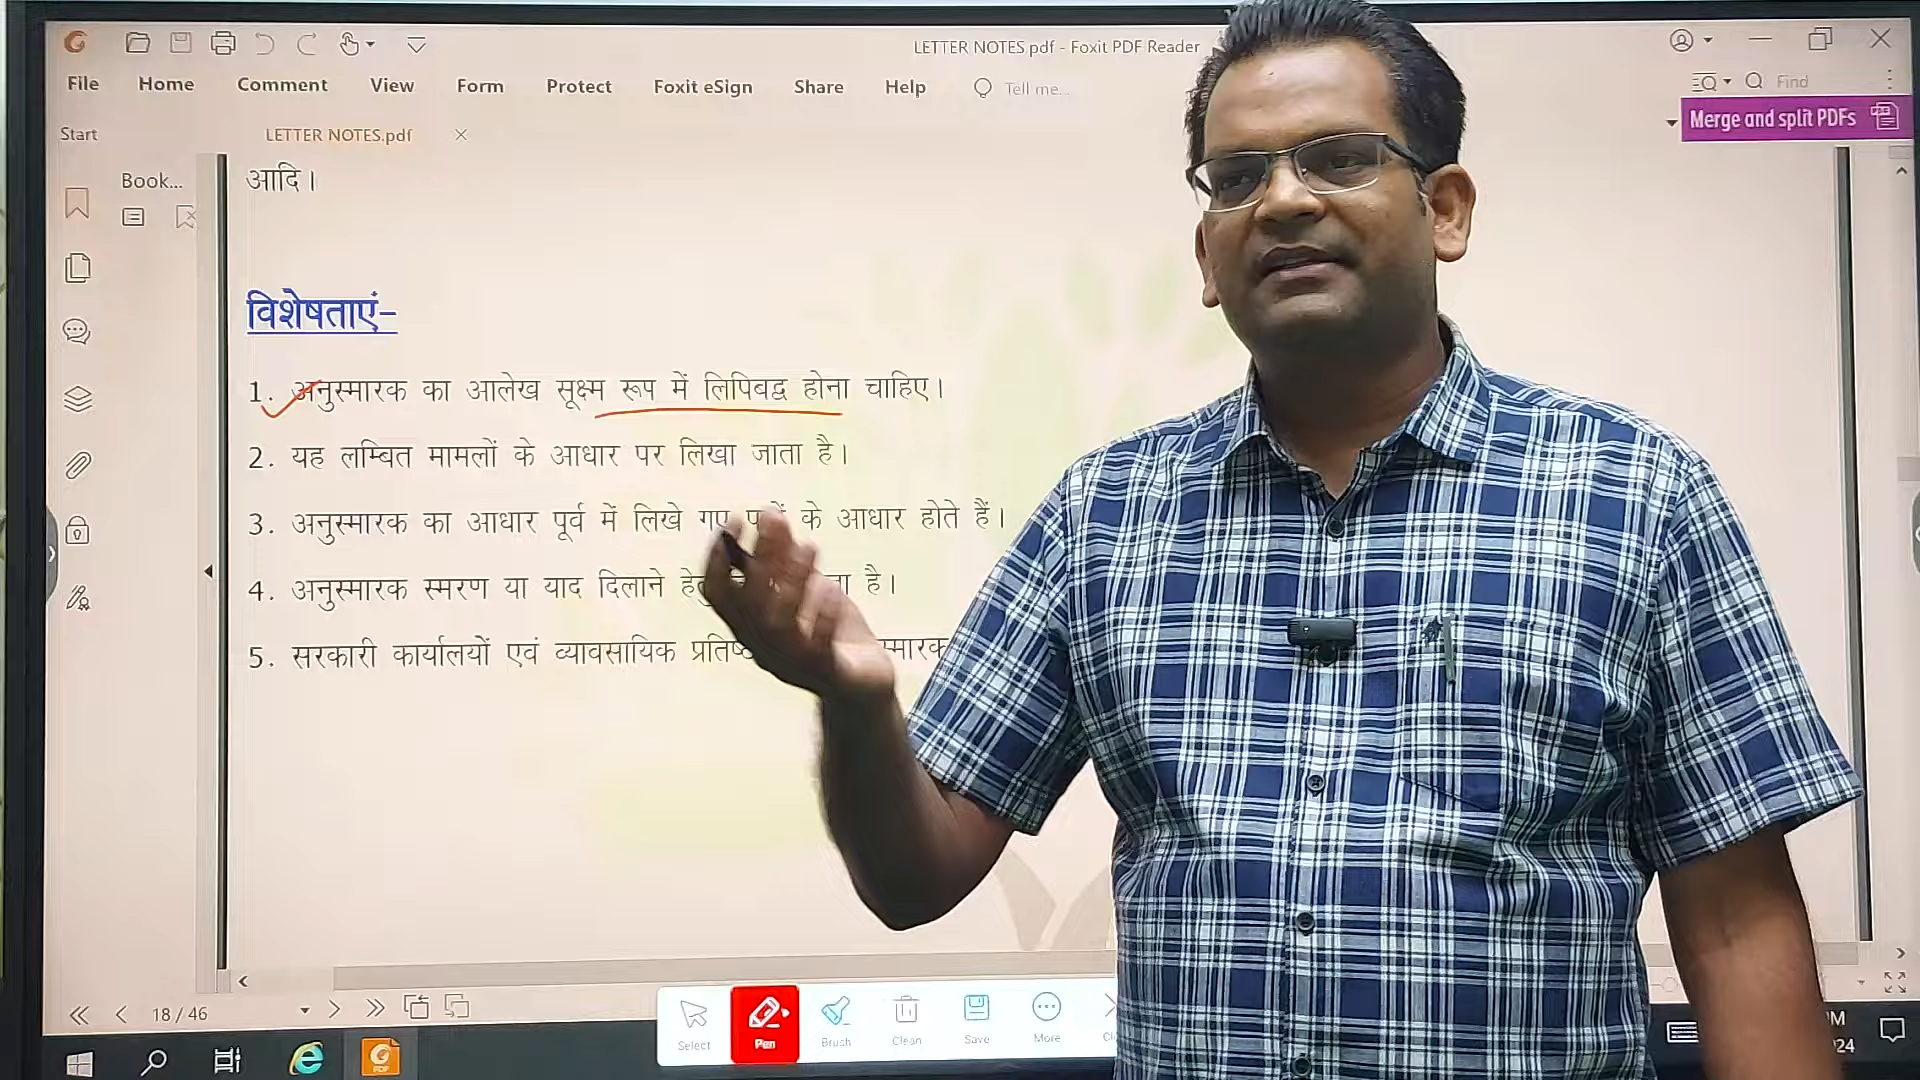 LETTER NOTES.pdf - Foxit PDF Reader
File Home Comment View Form Protect Foxit eSign Share Help Tell me... Find
Merge and split PDFs
Start LETTER NOTES.pdf
Book...
आदि।
विशेषताएं-
1. अनुस्मारक का आलेख सूक्ष्म रूप में लिपिबद्व होना चाहिए।
2. यह लम्बित मामलों के आधार पर लिखा जाता है।
3. अनुस्मारक का आधार पूर्व में लिखे गए के आधार होते हैं।
4. अनुस्मारक स्मरण या याद दिलाने है।
5. सरकारी कार्यालयों एवं व्यावसायिक
18 / 46
Select Pen Brush Clean Save More